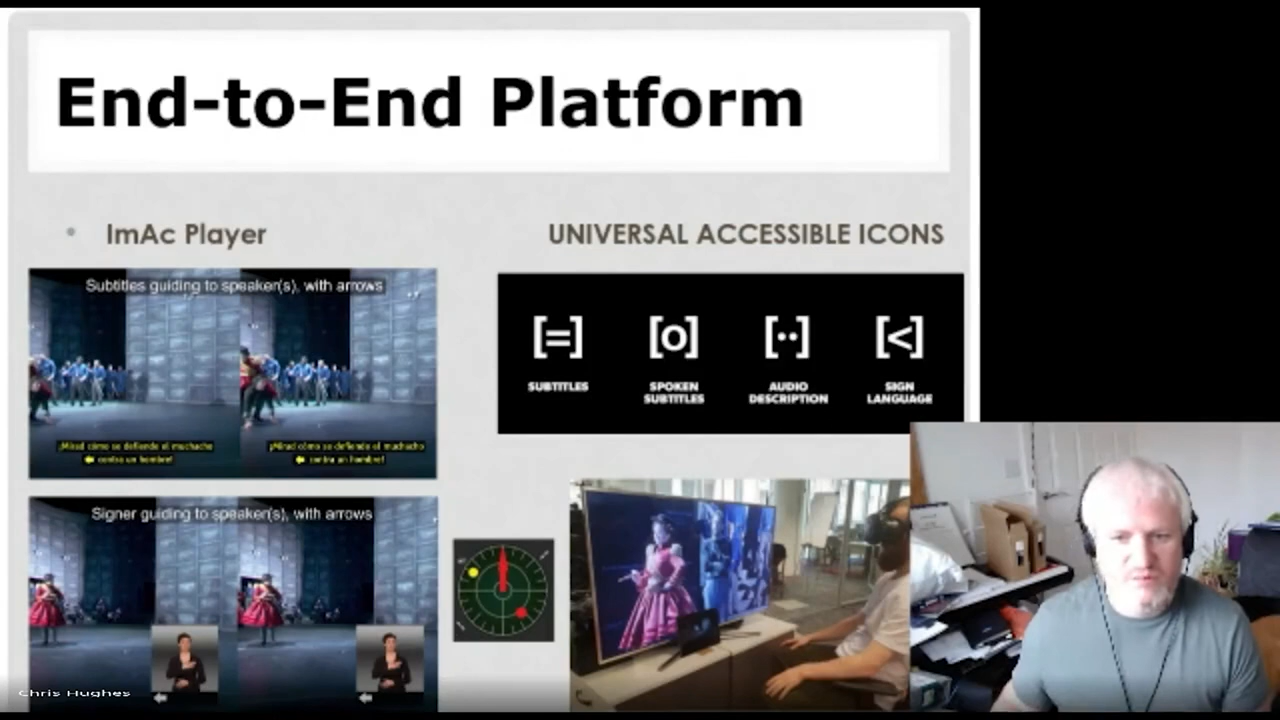 End-to-End Platform
ImAc Player
UNIVERSAL ACCESSIBLE ICONS
Subtitles guiding to speaker(s), with arrows
¡Mirad cómo se defiende el muchacho
contra un hombre!
¡Mirad cómo se defiende el muchacho
contra un hombre!
[=]
[o]
[··]
[<]
SUBTITLES
SPOKEN
SUBTITLES
AUDIO
DESCRIPTION
SIGN
LANGUAGE
Signer guiding to speaker(s), with arrows
Chris Hughes